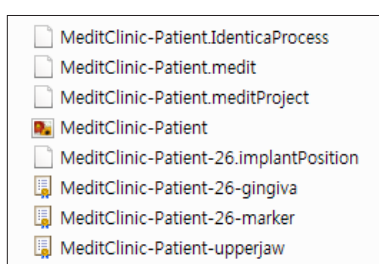 MeditClinic-Patient.IdenticaProcess
MeditClinic-Patient.medit
MeditClinic-Patient.meditProject
MeditClinic-Patient
MeditClinic-Patient-26.implantPosition
MeditClinic-Patient-26-gingiva
MeditClinic-Patient-26-marker
MeditClinic-Patient-upperjaw